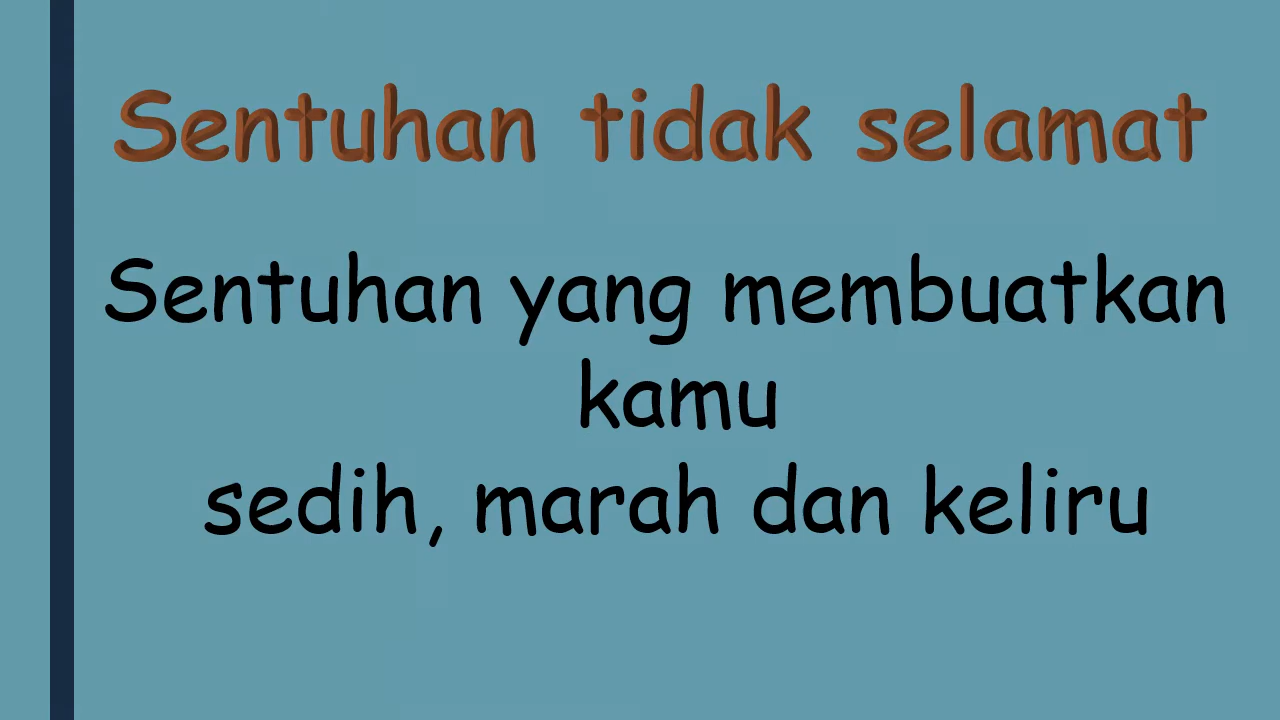 Sentuhan tidak selamat
Sentuhan yang membuatkan
kamu
sedih, marah dan keliru